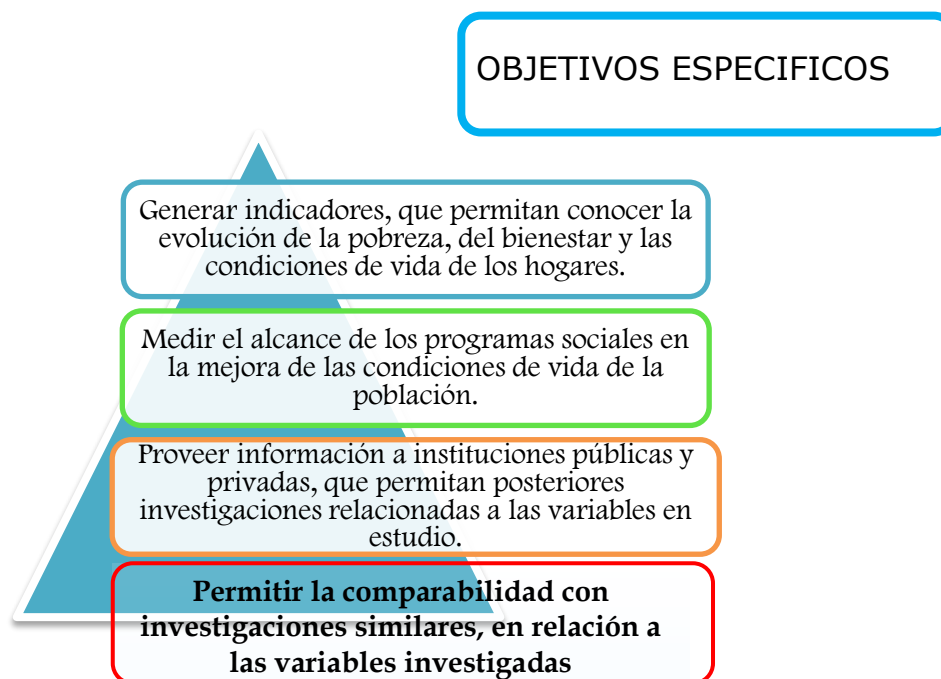 OBJETIVOS ESPECIFICOS
Generar indicadores, que permitan conocer la
evolución de la pobreza, del bienestar y las
condiciones de vida de los hogares.
Medir el alcance de los programas sociales en
la mejora de las condiciones de vida de la
población.
Proveer información a instituciones públicas y
privadas, que permitan posteriores
investigaciones relacionadas a las variables en
estudio.
Permitir la comparabilidad con
investigaciones similares, en relación a
las variables investigadas